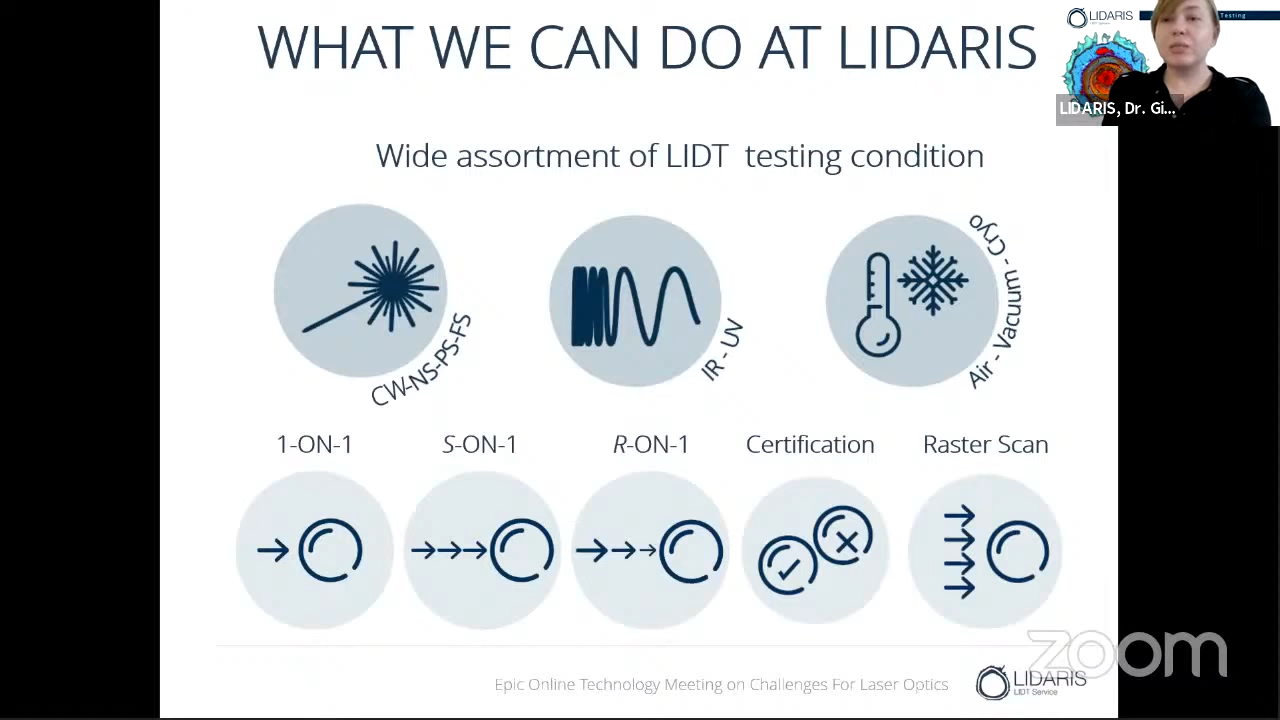 WHAT WE CAN DO AT LIDARIS
LIDARIS
LIDT Service
Testing
LIDARIS, Dr. Gi...
Wide assortment of LIDT testing condition
CW-NS-PS-FS
IR - UV
Air - Vacuum - Cryo
1-ON-1
S-ON-1
R-ON-1
Certification
Raster Scan
zoom
Epic Online Technology Meeting on Challenges For Laser Optics
LIDARIS
LIDT Service